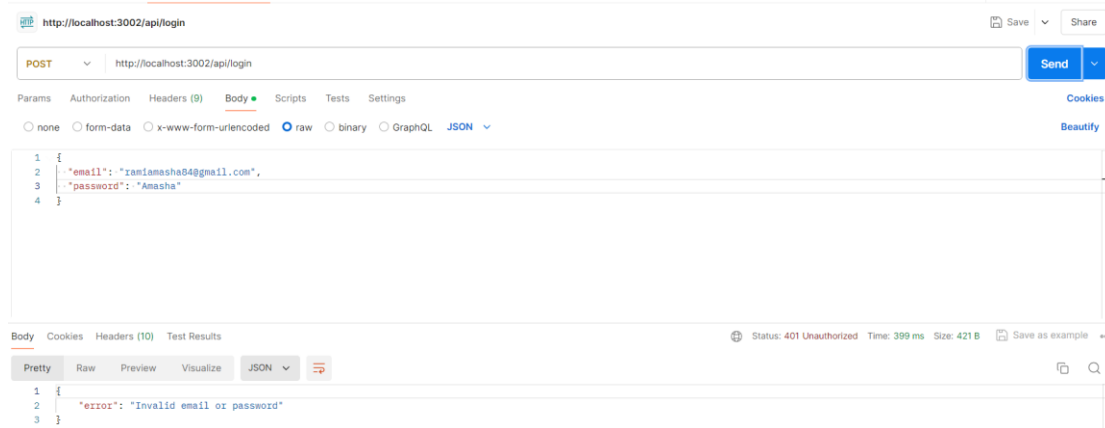 HTTP http://localhost:3002/api/login Save Share
POST http://localhost:3002/api/login Send
Params Authorization Headers (9) Body Scripts Tests Settings Cookies
none form-data x-www-form-urlencoded raw binary GraphQL JSON Beautify
1 {
2 "email": "ramiamasha84@gmail.com",
3 "password": "Amasha"
4 }
Body Cookies Headers (10) Test Results Status: 401 Unauthorized Time: 399 ms Size: 421 B Save as example
Pretty Raw Preview Visualize JSON
1 {
2 "error": "Invalid email or password"
3 }